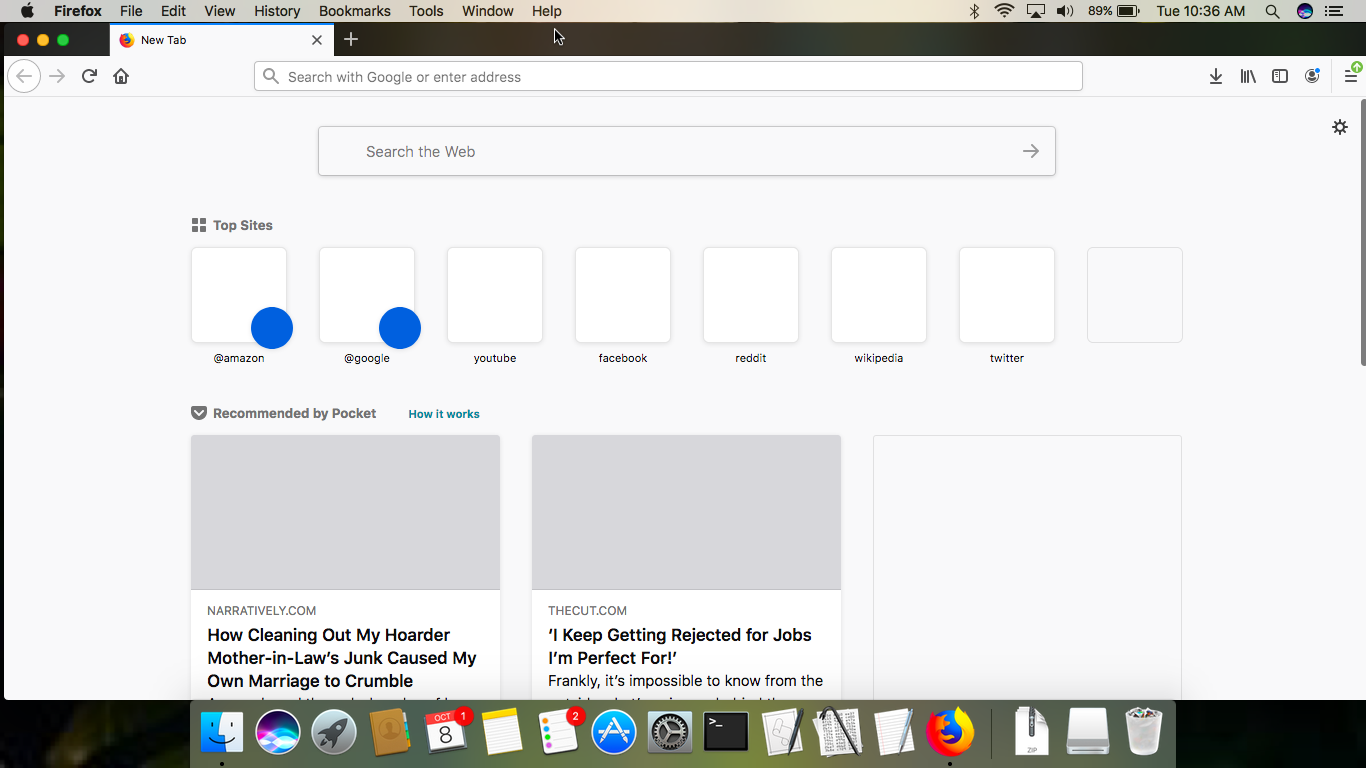 Firefox File Edit View History Bookmarks Tools Window Help 89% Tue 10:36 AM
New Tab
Search with Google or enter address
Search the Web
Top Sites
@amazon @google youtube facebook reddit wikipedia twitter
Recommended by Pocket How it works
NARRATIVELY.COM
How Cleaning Out My Hoarder
Mother-in-Law’s Junk Caused My
Own Marriage to Crumble
THECUT.COM
‘I Keep Getting Rejected for Jobs
I’m Perfect For!’
Frankly, it’s impossible to know from the
OCT 1
8
2
>_
ZIP